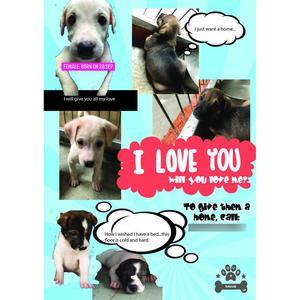 I just want a home...
FEMALE, BORN ON 28 SEP
I will give you all my love
I LOVE YOU
will you love me?
To give them a
home, call:
How I wished I have a bed...this
floor is cold and hard